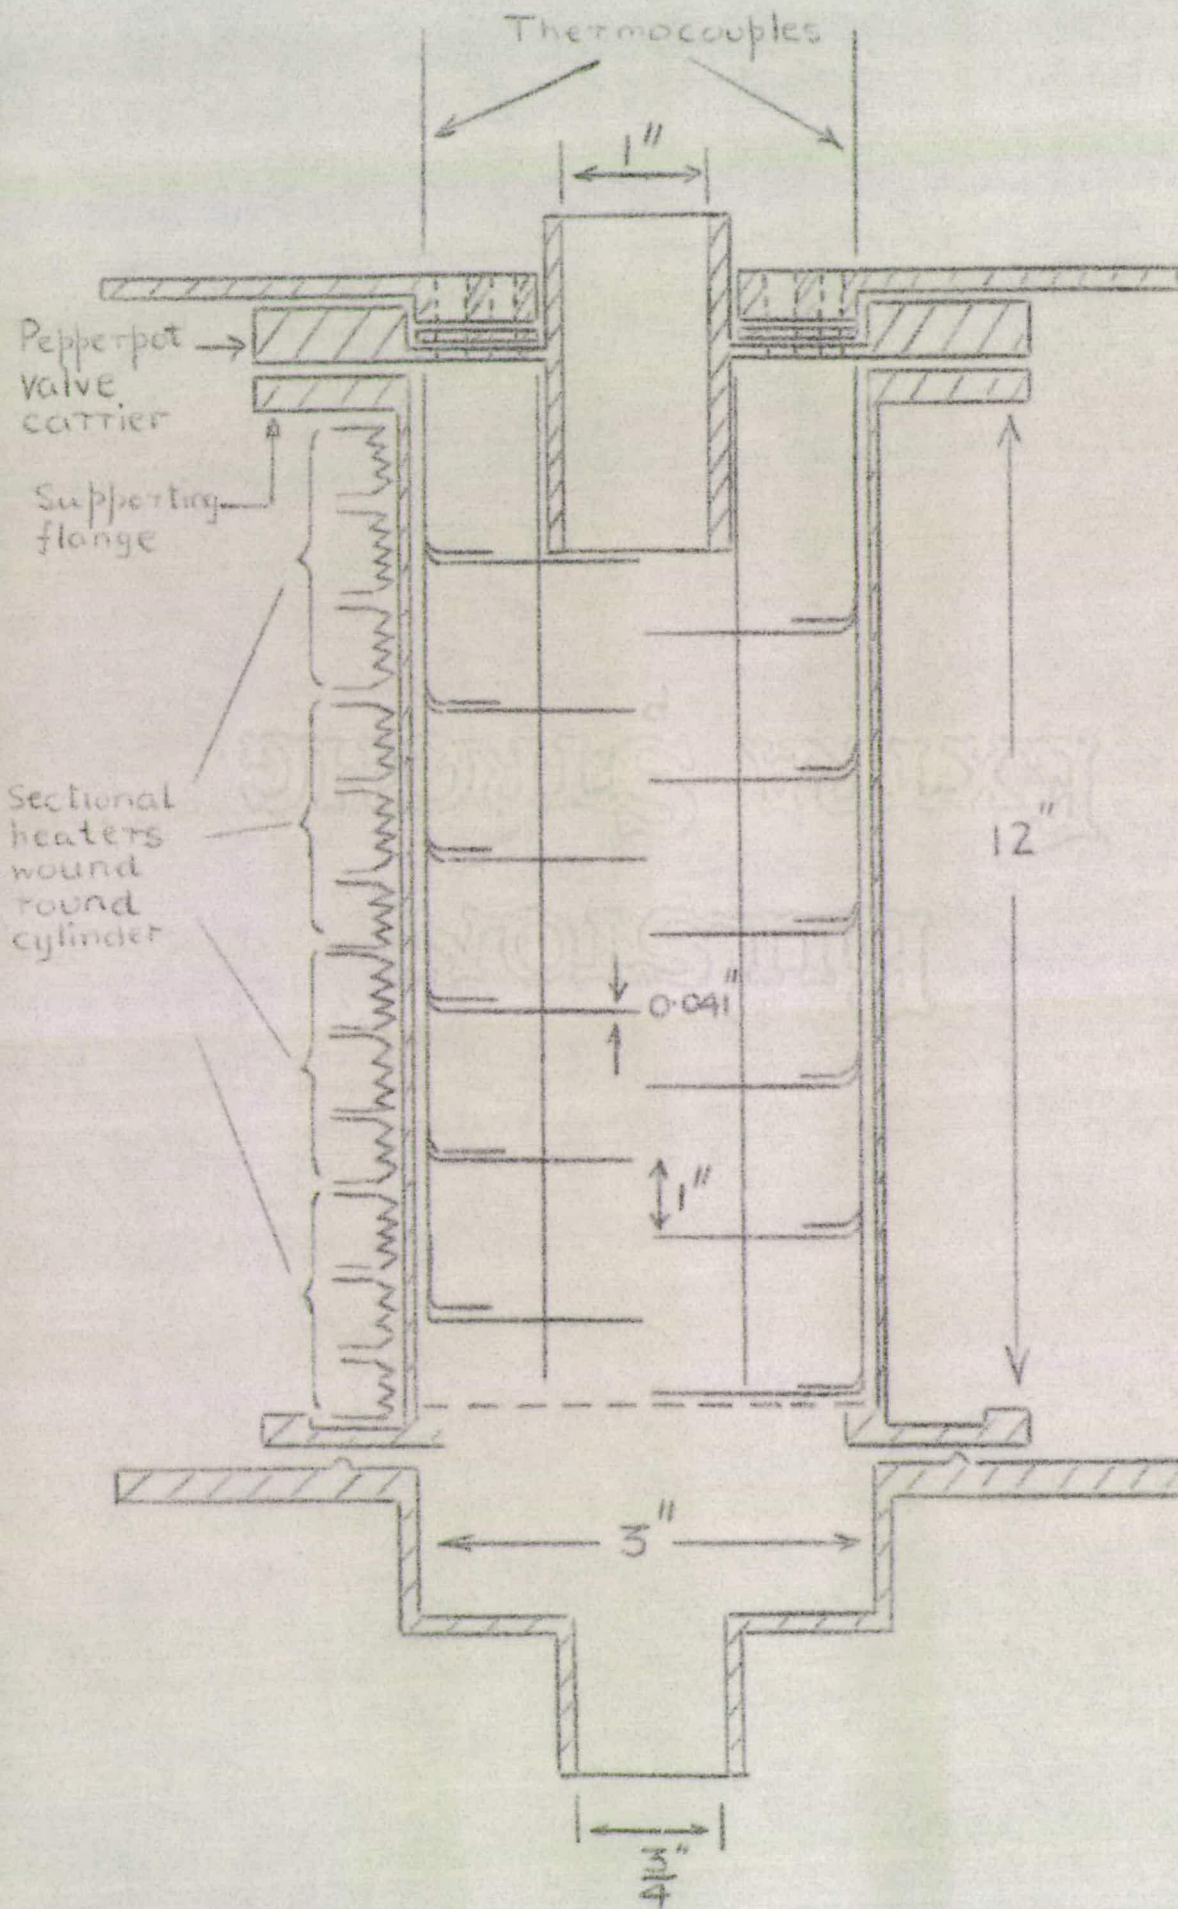 Thermocouples
1"
Pepperpot
valve
carrier
Supporting
flange
Sectional
heaters
wound
round
cylinder
12"
0.041"
1"
3"
3/4"